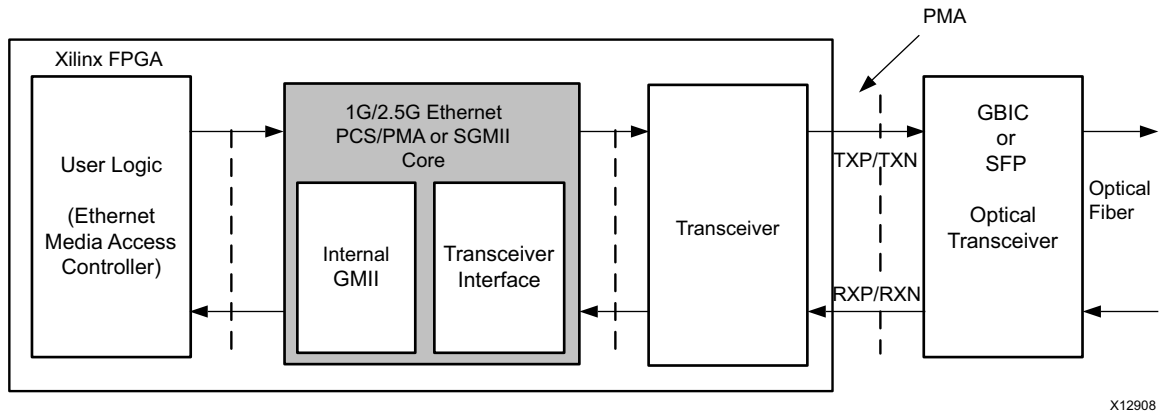 PMA
Xilinx FPGA
User Logic
(Ethernet
Media Access
Controller)
1G/2.5G Ethernet
PCS/PMA or SGMII
Core
Internal
GMII
Transceiver
Interface
Transceiver
TXP/TXN
RXP/RXN
GBIC
or
SFP
Optical
Transceiver
Optical
Fiber
X12908